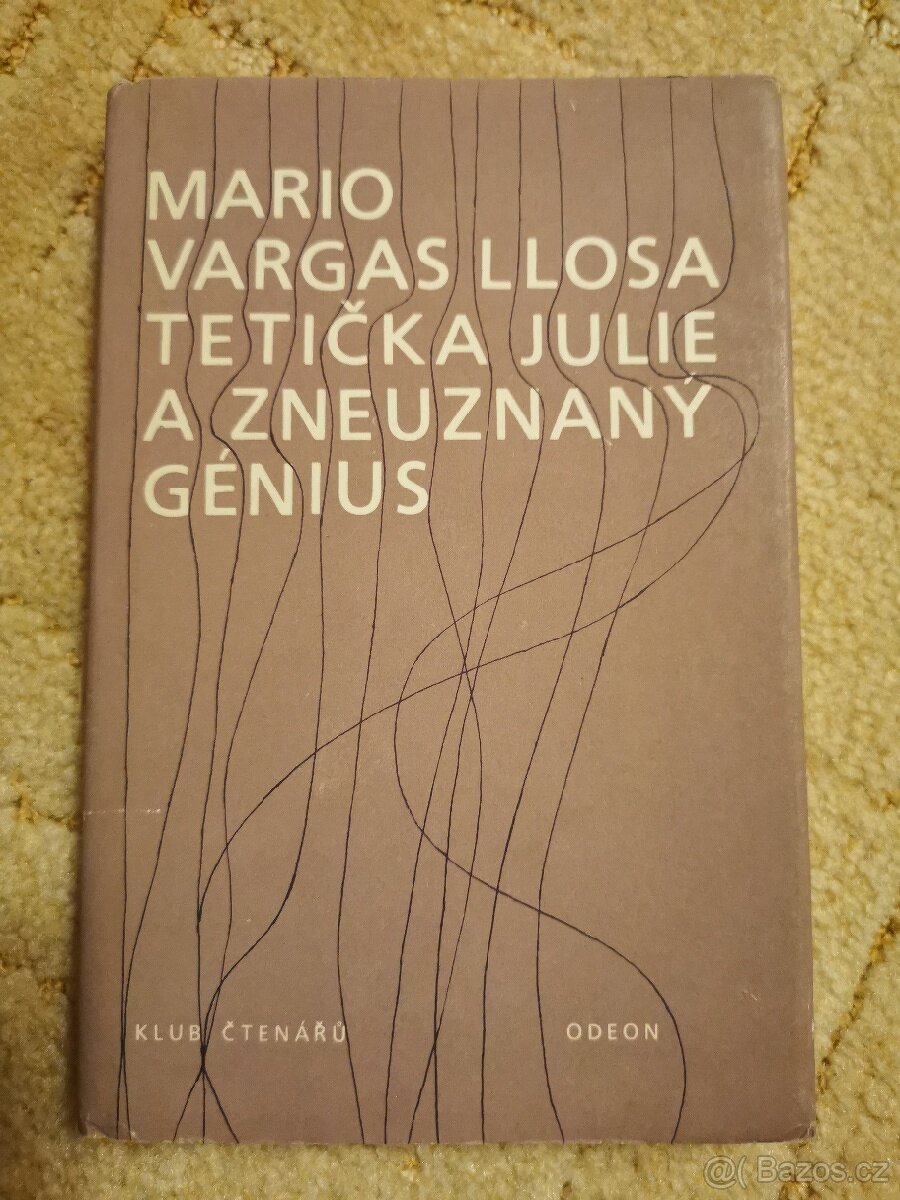 MARIO
VARGAS LLOSA
TETIČKA JULIE
A ZNEUZNANÝ
GÉNIUS
KLUB ČTENÁŘŮ
ODEON
@( Bazos.cz